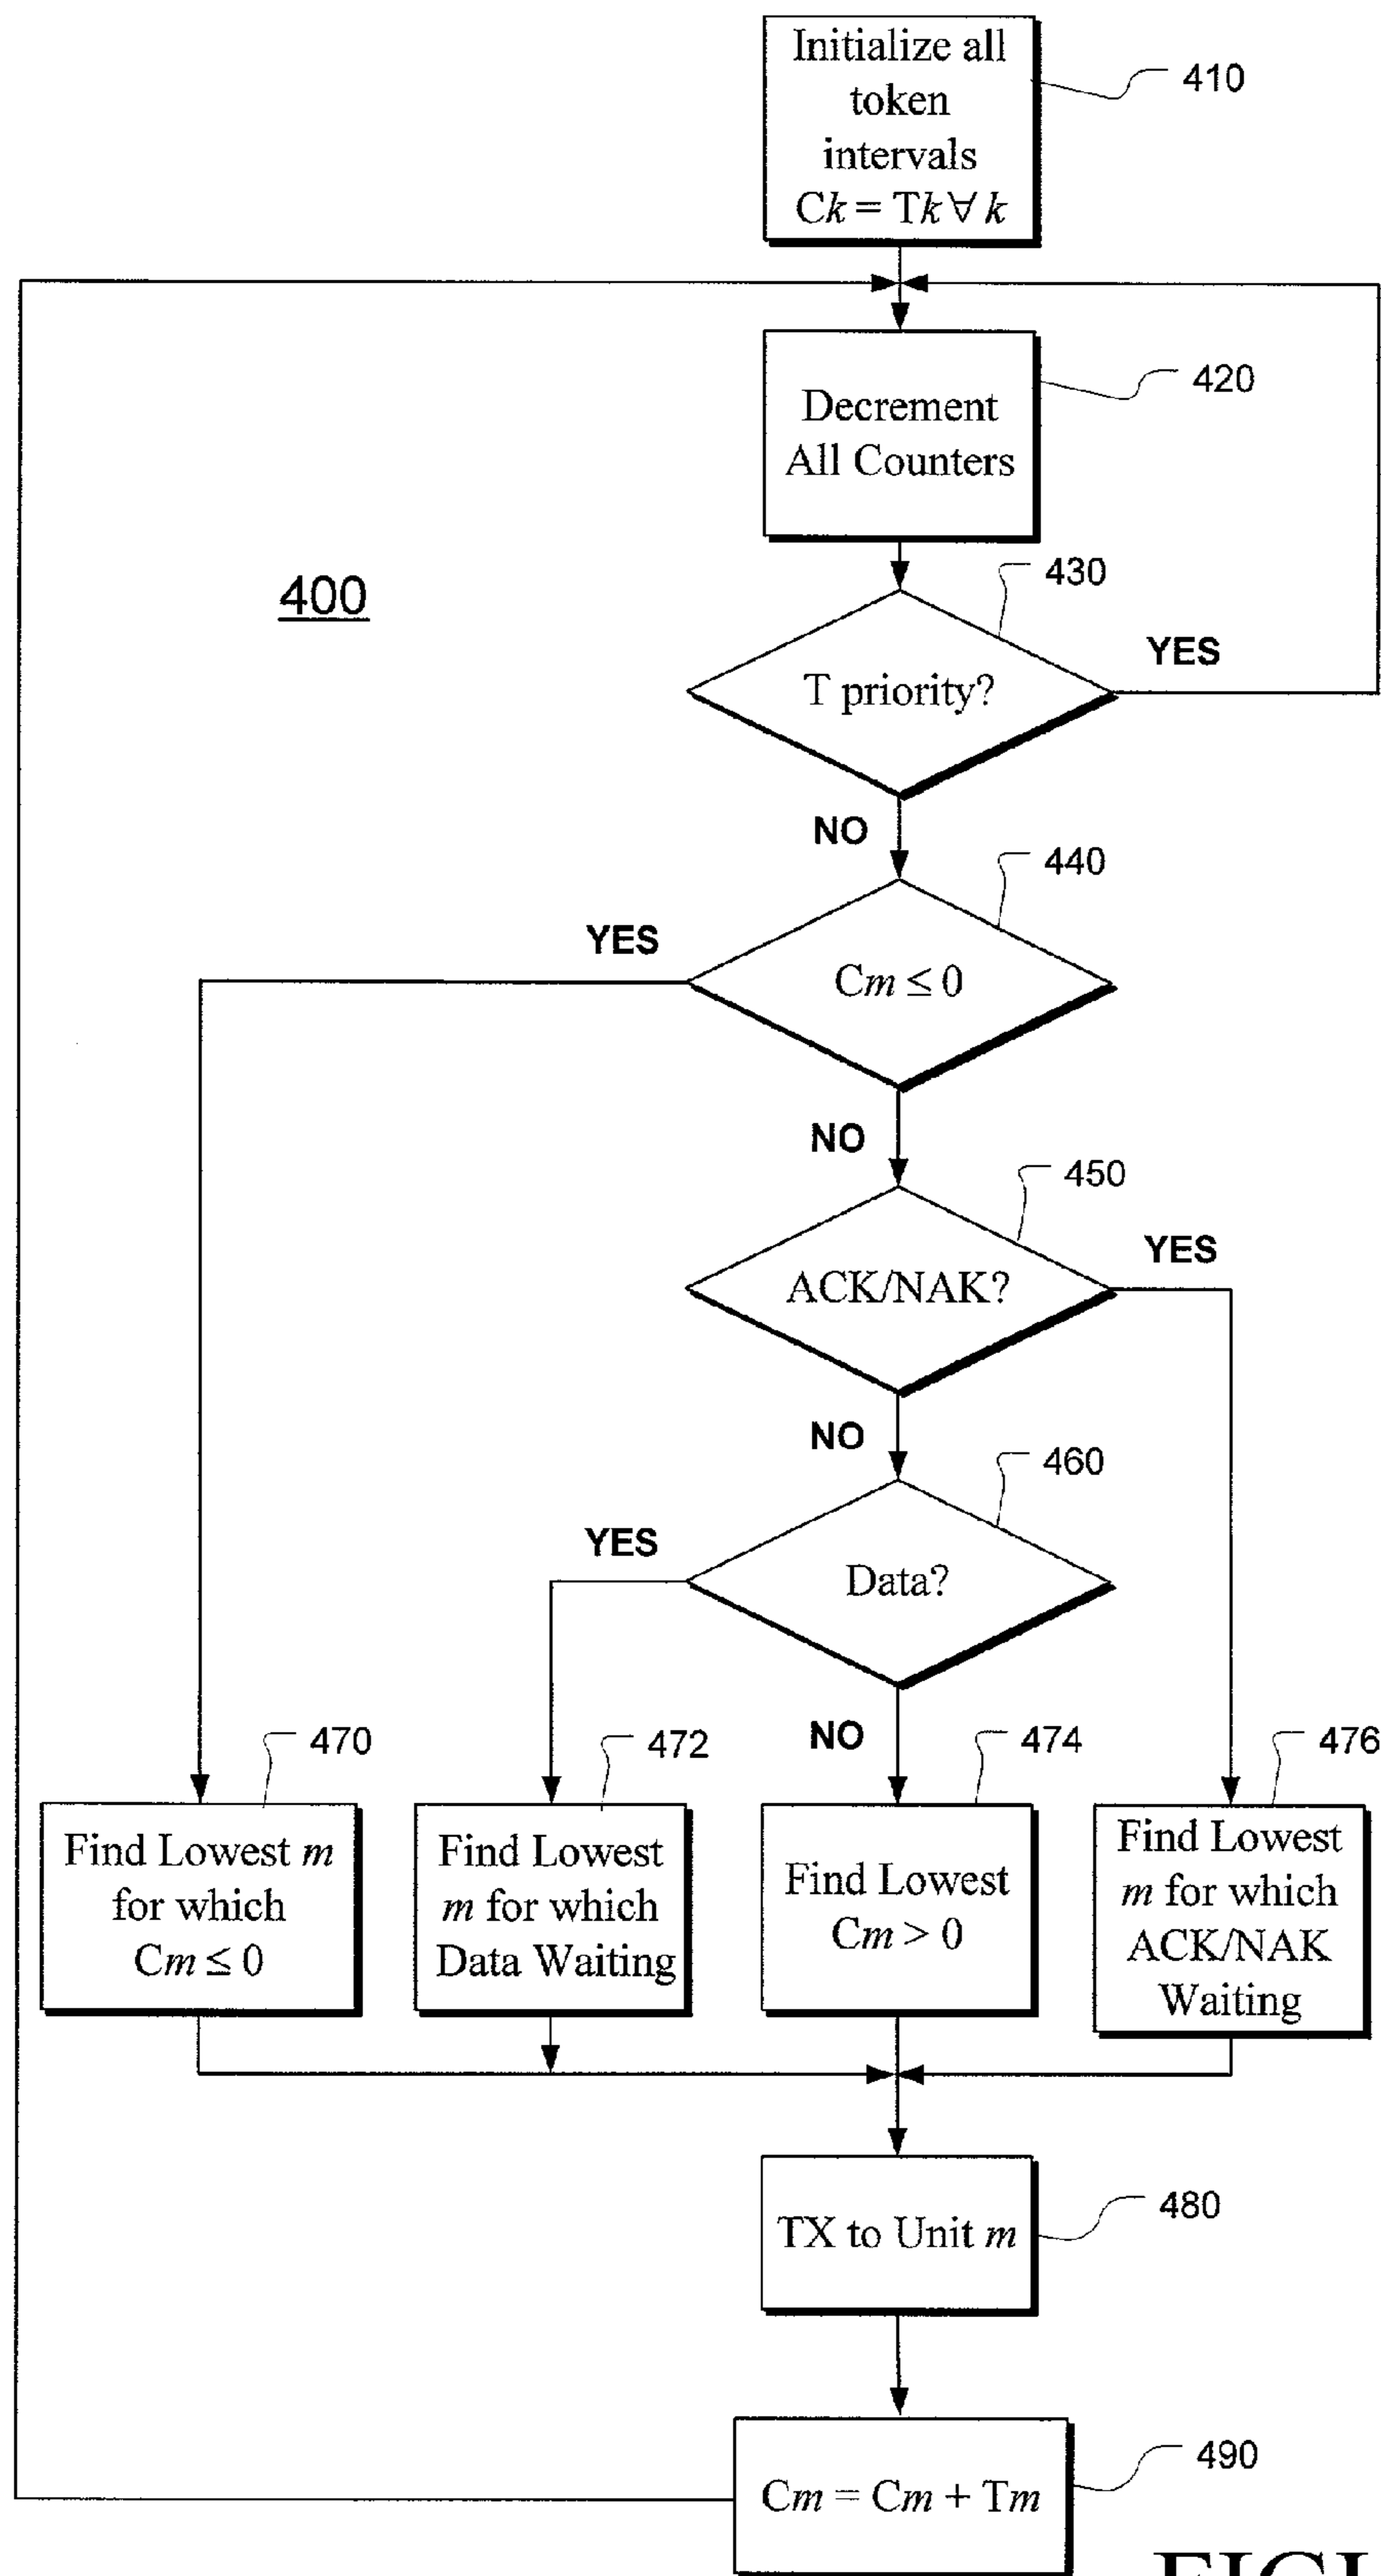 Initialize all
token
intervals
Ck = Tk ∀ k
410
Decrement
All Counters
420
400
430
T priority?
YES
NO
440
YES
Cm ≤ 0
NO
450
YES
ACK/NAK?
NO
460
YES
Data?
NO
470
472
474
476
Find Lowest m
for which
Cm ≤ 0
Find Lowest
m for which
Data Waiting
Find Lowest
Cm > 0
Find Lowest
m for which
ACK/NAK
Waiting
TX to Unit m
480
Cm = Cm + Tm
490